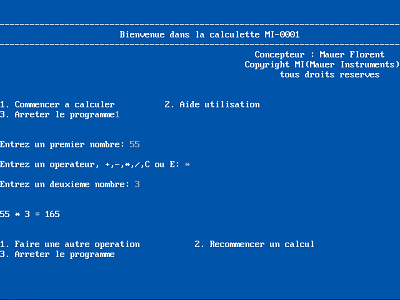 Bienvenue dans la calculette MI-0001
Concepteur : Mauer Florent
Copyright MI(Mauer Instruments)
tous droits reserves
1. Commencer a calculer 2. Aide utilisation
3. Arreter le programme1
Entrez un premier nombre: 55
Entrez un operateur, +,-,*,/,C ou E: *
Entrez un deuxieme nombre: 3
55 * 3 = 165
1. Faire une autre operation 2. Recommencer un calcul
3. Arreter le programme